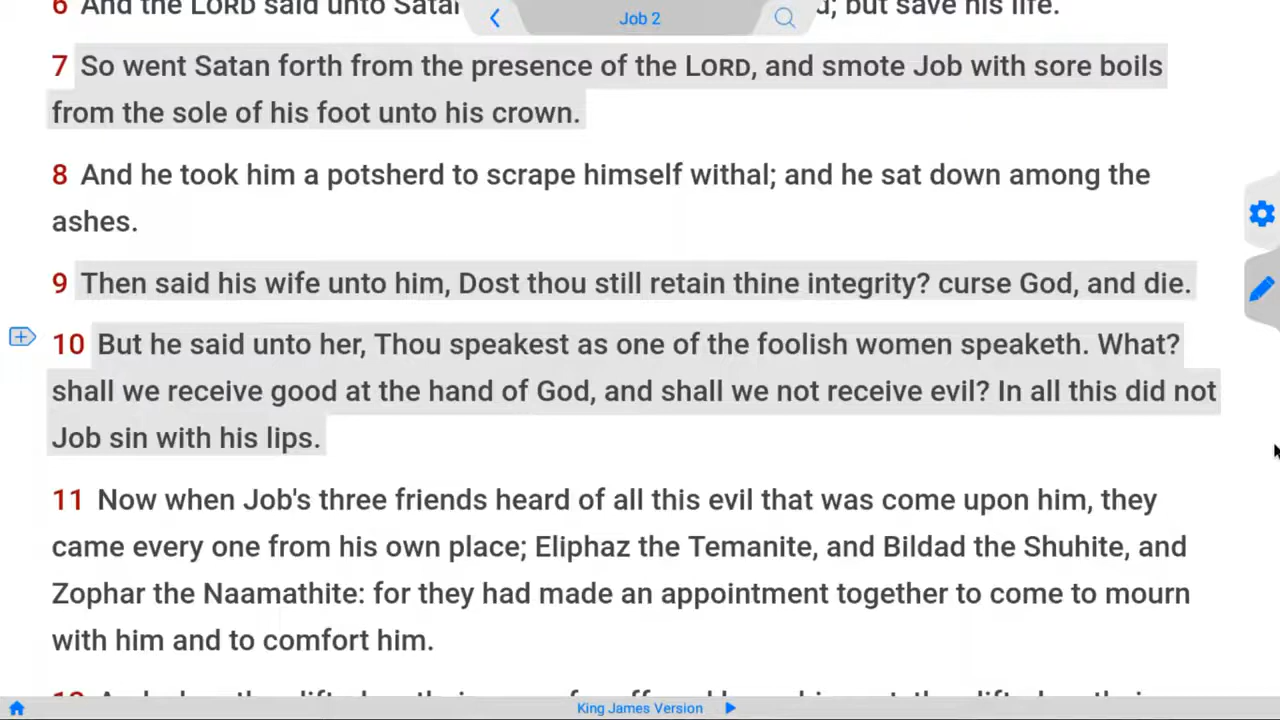 6 And the LORD said unto Satan
Job 2
; but save his life.
7 So went Satan forth from the presence of the LORD, and smote Job with sore boils
from the sole of his foot unto his crown.
8 And he took him a potsherd to scrape himself withal; and he sat down among the
ashes.
9 Then said his wife unto him, Dost thou still retain thine integrity? curse God, and die.
10 But he said unto her, Thou speakest as one of the foolish women speaketh. What?
shall we receive good at the hand of God, and shall we not receive evil? In all this did not
Job sin with his lips.
11 Now when Job's three friends heard of all this evil that was come upon him, they
came every one from his own place; Eliphaz the Temanite, and Bildad the Shuhite, and
Zophar the Naamathite: for they had made an appointment together to come to mourn
with him and to comfort him.
King James Version